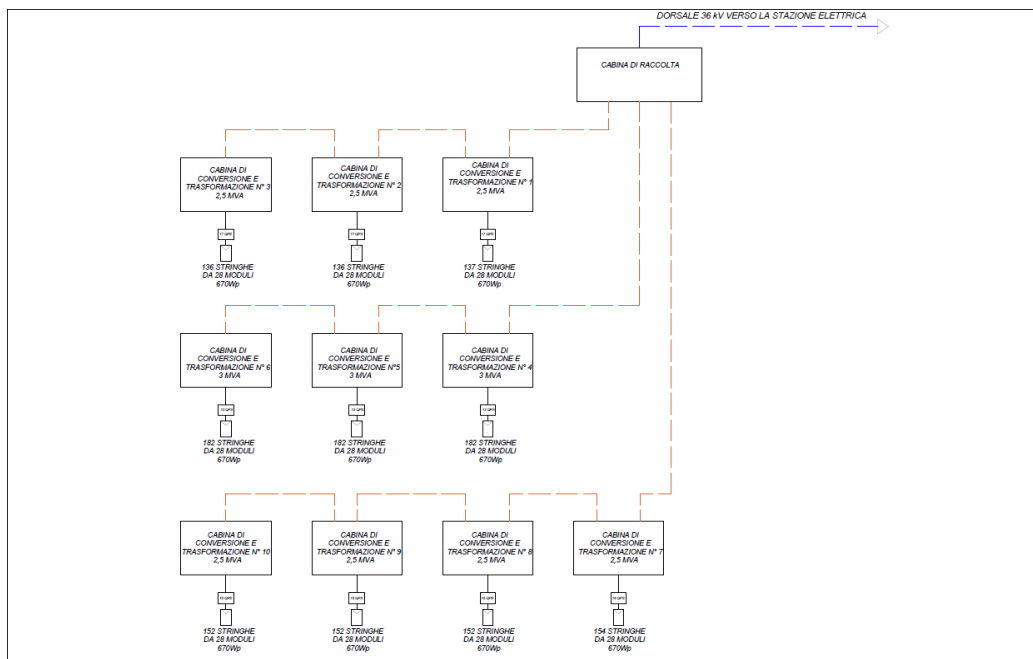 DORSALE 36 kV VERSO LA STAZIONE ELETTRICA
CABINA DI RACCOLTA
CABINA DI
CONVERSIONE E
TRASFORMAZIONE N° 3
2,5 MVA
CABINA DI
CONVERSIONE E
TRASFORMAZIONE N° 2
2,5 MVA
CABINA DI
CONVERSIONE E
TRASFORMAZIONE N° 1
2,5 MVA
136 STRINGHE
DA 28 MODULI
670Wp
136 STRINGHE
DA 28 MODULI
670Wp
137 STRINGHE
DA 28 MODULI
670Wp
CABINA DI
CONVERSIONE E
TRASFORMAZIONE N° 6
3 MVA
CABINA DI
CONVERSIONE E
TRASFORMAZIONE N°5
3 MVA
CABINA DI
CONVERSIONE E
TRASFORMAZIONE N° 4
3 MVA
182 STRINGHE
DA 28 MODULI
670Wp
182 STRINGHE
DA 28 MODULI
670Wp
182 STRINGHE
DA 28 MODULI
670Wp
CABINA DI
CONVERSIONE E
TRASFORMAZIONE N° 10
2,5 MVA
CABINA DI
CONVERSIONE E
TRASFORMAZIONE N° 9
2,5 MVA
CABINA DI
CONVERSIONE E
TRASFORMAZIONE N° 8
2,5 MVA
CABINA DI
CONVERSIONE E
TRASFORMAZIONE N° 7
2,5 MVA
152 STRINGHE
DA 28 MODULI
670Wp
152 STRINGHE
DA 28 MODULI
670Wp
152 STRINGHE
DA 28 MODULI
670Wp
154 STRINGHE
DA 28 MODULI
670Wp